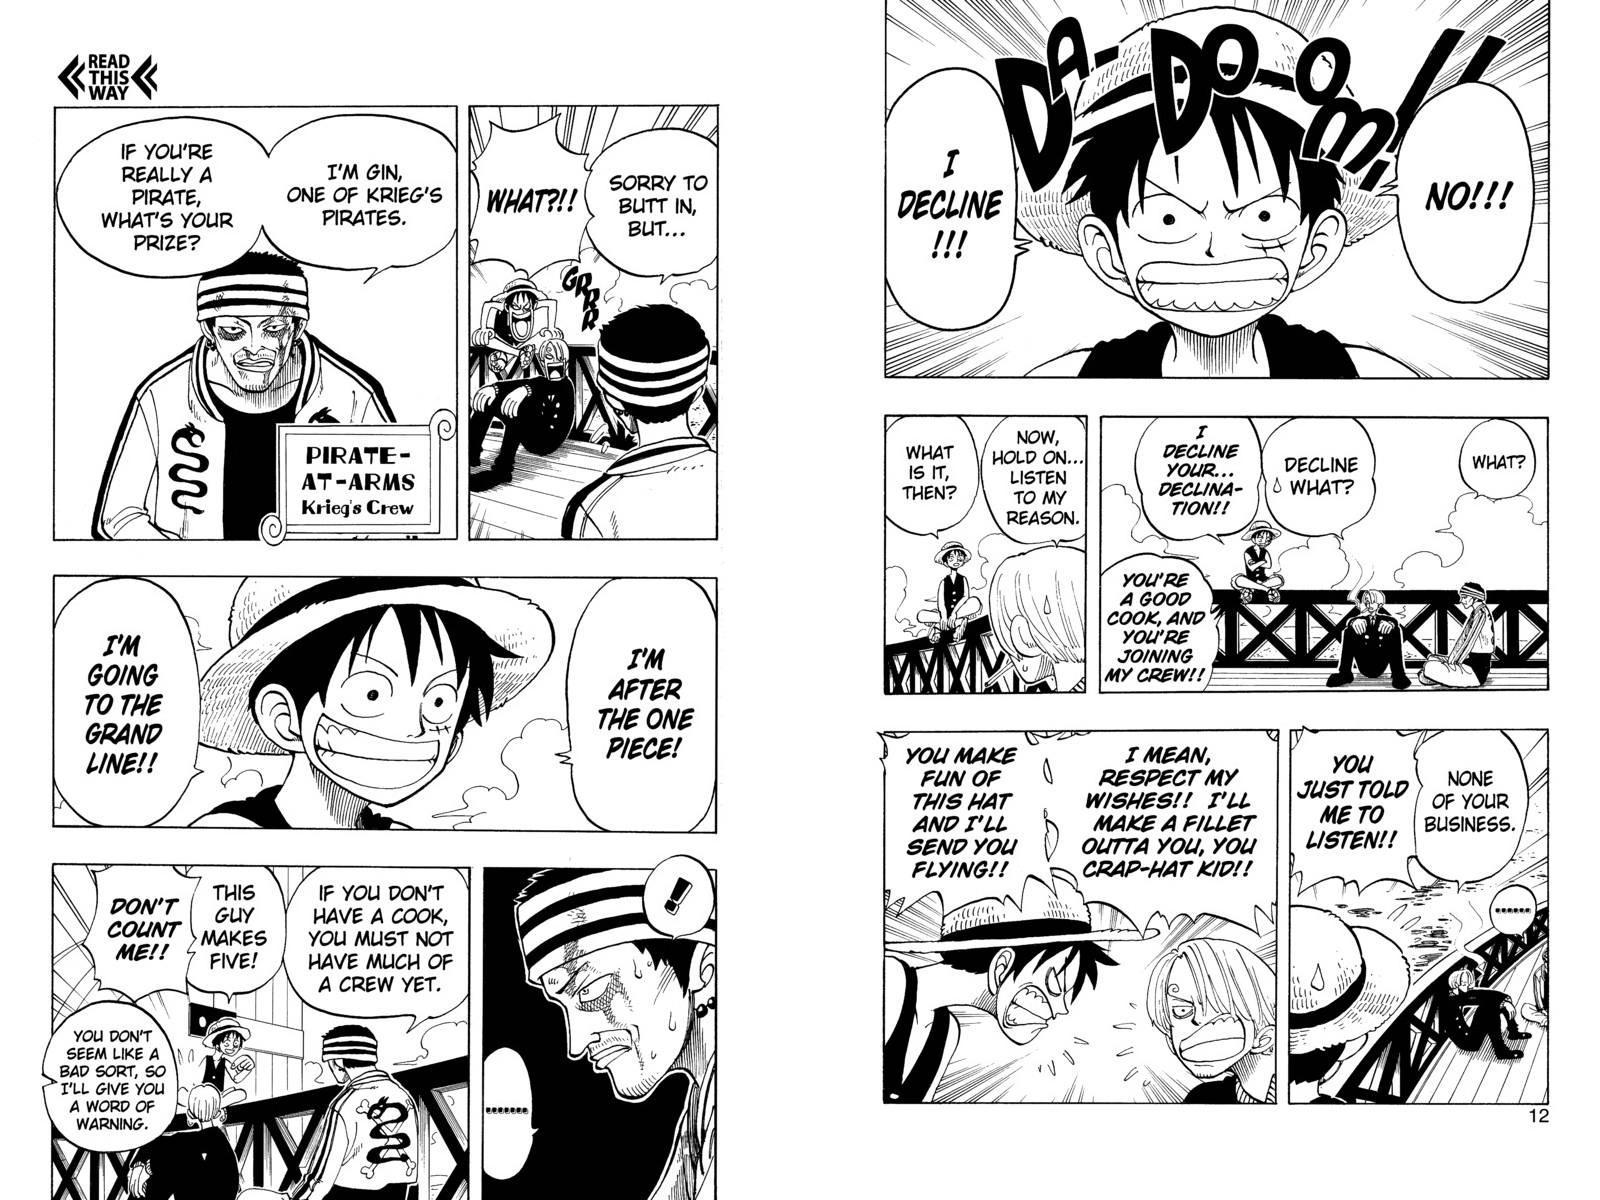 NO!!!
DA-DOOM!!
I
DECLINE
!!!
WHAT?
DECLINE
WHAT?
I
DECLINE
YOUR...
DECLINA-
TION!!
YOU'RE
A GOOD
COOK, AND
YOU'RE
JOINING
MY CREW!!
NOW,
HOLD ON...
LISTEN
TO MY
REASON.
WHAT
IS IT,
THEN?
NONE
OF YOUR
BUSINESS.
YOU
JUST TOLD
ME TO
LISTEN!!
.......
I MEAN,
RESPECT MY
WISHES!! I'LL
MAKE A FILLET
OUTTA YOU, YOU
CRAP-HAT KID!!
YOU MAKE
FUN OF
THIS HAT
AND I'LL
SEND YOU
FLYING!!
12
READ
THIS
WAY
SORRY TO
BUTT IN,
BUT...
WHAT?!!
GRRR
I'M GIN,
ONE OF KRIEG'S
PIRATES.
IF YOU'RE
REALLY A
PIRATE,
WHAT'S YOUR
PRIZE?
PIRATE-
AT-ARMS
Krieg's Crew
I'M
AFTER
THE ONE
PIECE!
I'M
GOING
TO THE
GRAND
LINE!!
!
........
IF YOU DON'T
HAVE A COOK,
YOU MUST NOT
HAVE MUCH OF
A CREW YET.
THIS
GUY
MAKES
FIVE!
DON'T
COUNT
ME!!
YOU DON'T
SEEM LIKE A
BAD SORT, SO
I'LL GIVE YOU
A WORD OF
WARNING.